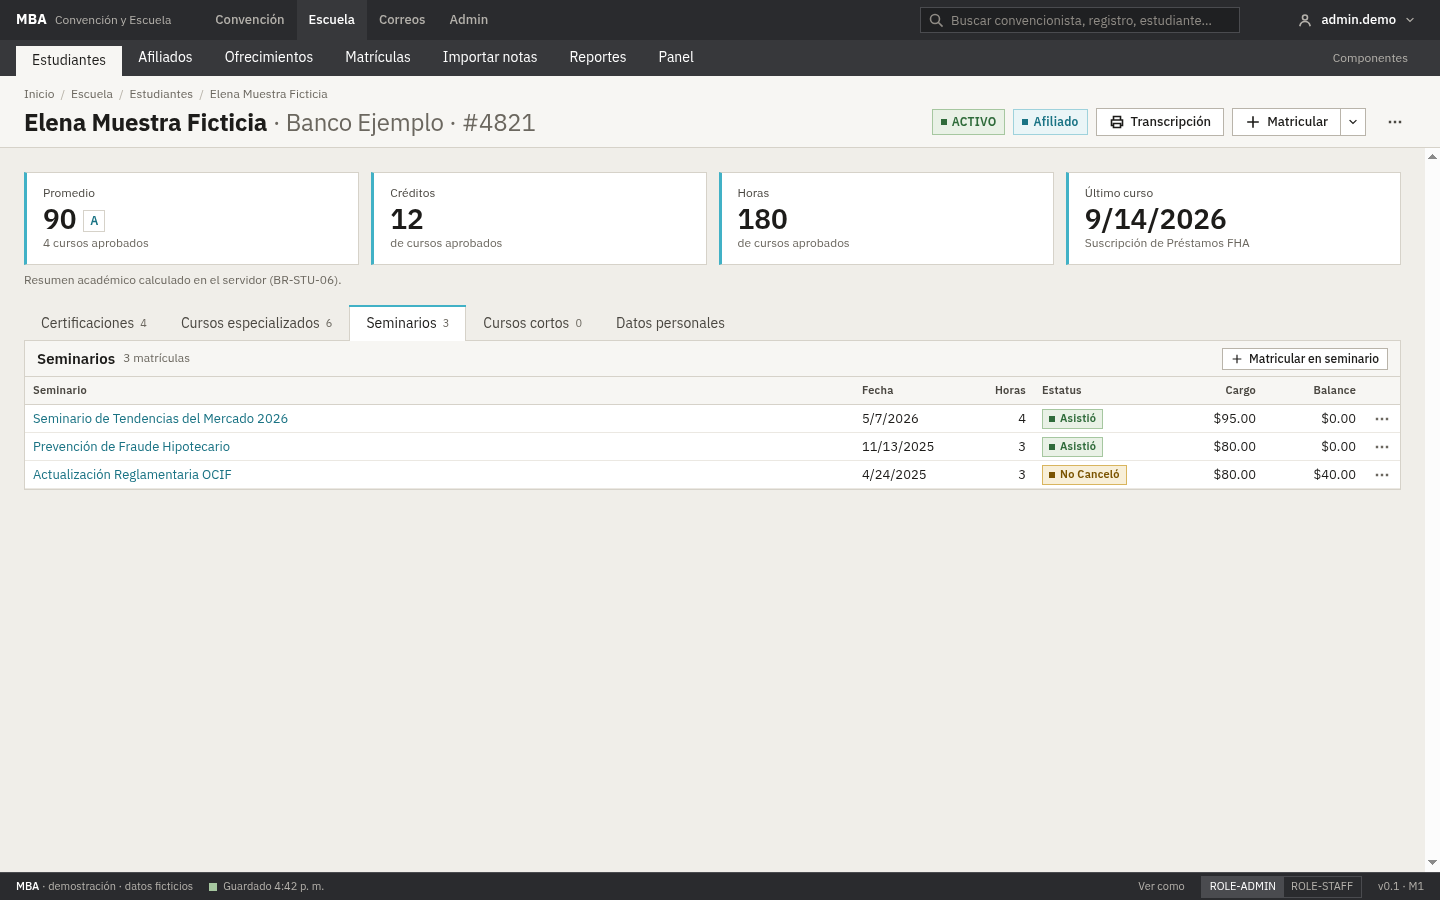 MBA Convención y Escuela Convención Escuela Correos Admin Buscar convencionista, registro, estudiante... admin.demo
Estudiantes Afiliados Ofrecimientos Matrículas Importar notas Reportes Panel Componentes
Inicio / Escuela / Estudiantes / Elena Muestra Ficticia
Elena Muestra Ficticia · Banco Ejemplo · #4821 ACTIVO Afiliado Transcripción Matricular
Promedio Créditos Horas Último curso
90 A 12 180 9/14/2026
4 cursos aprobados de cursos aprobados de cursos aprobados Suscripción de Préstamos FHA
Resumen académico calculado en el servidor (BR-STU-06).
Certificaciones 4 Cursos especializados 6 Seminarios 3 Cursos cortos 0 Datos personales
Seminarios 3 matrículas Matricular en seminario
Seminario Fecha Horas Estatus Cargo Balance
Seminario de Tendencias del Mercado 2026 5/7/2026 4 Asistió $95.00 $0.00
Prevención de Fraude Hipotecario 11/13/2025 3 Asistió $80.00 $0.00
Actualización Reglamentaria OCIF 4/24/2025 3 No Canceló $80.00 $40.00
MBA · demostración · datos ficticios Guardado 4:42 p. m. Ver como ROLE-ADMIN ROLE-STAFF v0.1 · M1